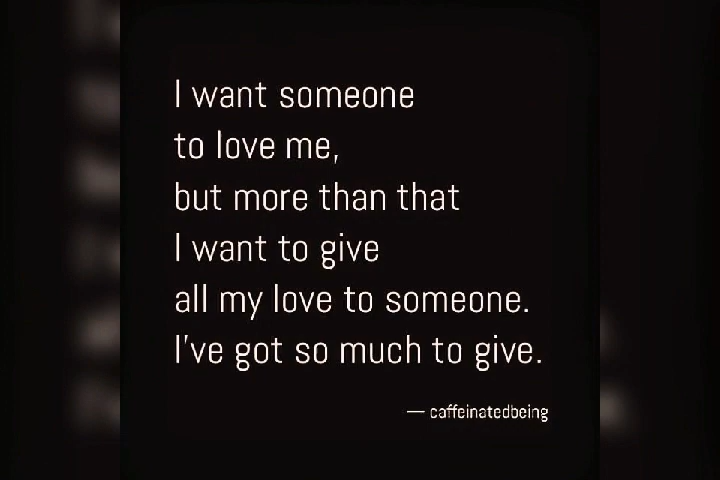 I want someone
to love me,
but more than that
I want to give
all my love to someone.
I've got so much to give.
— caffeinatedbeing